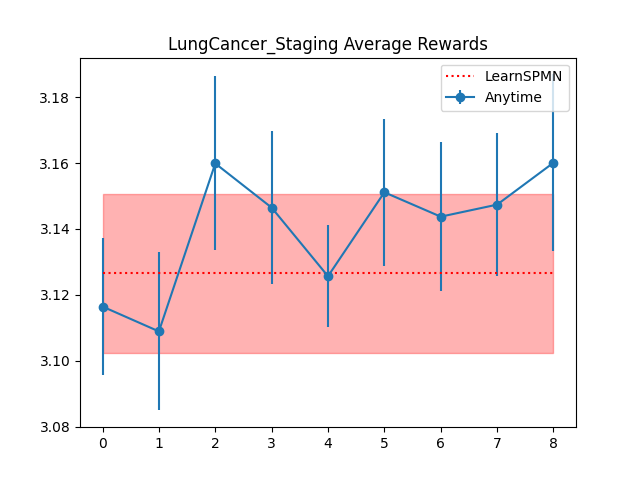 LungCancer_Staging Average Rewards
LearnSPMN
Anytime
3.18
3.16
3.14
3.12
3.10
3.08
0 1 2 3 4 5 6 7 8